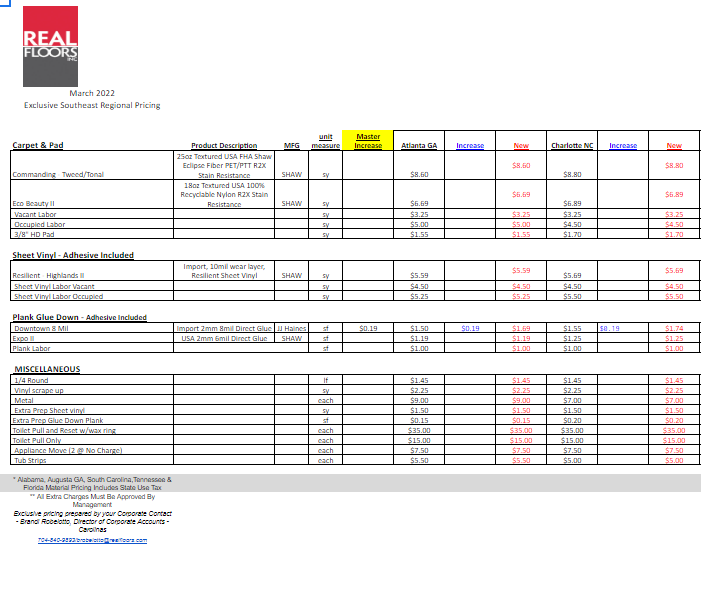 REAL
FLOORS
INC
March 2022
Exclusive Southeast Regional Pricing
Carpet & Pad Product Description MFG unit measure Master Increase Atlanta GA Increase New Charlotte NC Increase New
Commanding - Tweed/Tonal 25oz Textured USA FHA Shaw Eclipse Fiber PET/PTT R2X Stain Resistance SHAW sy $8.60 $8.60 $8.80 $8.80
Eco Beauty II 18oz Textured USA 100% Recyclable Nylon R2X Stain Resistance SHAW sy $6.69 $6.69 $6.89 $6.89
Vacant Labor sy $3.25 $3.25 $3.25 $3.25
Occupied Labor sy $5.00 $5.00 $4.50 $4.50
3/8" HD Pad sy $1.55 $1.55 $1.70 $1.70
Sheet Vinyl - Adhesive Included
Resilient - Highlands II Import, 10mil wear layer, Resilient Sheet Vinyl SHAW sy $5.59 $5.59 $5.69 $5.69
Sheet Vinyl Labor Vacant sy $4.50 $4.50 $4.50 $4.50
Sheet Vinyl Labor Occupied sy $5.25 $5.25 $5.50 $5.50
Plank Glue Down - Adhesive Included
Downtown 8 Mil Import 2mm 8mil Direct Glue JJ Haines sf $0.19 $1.50 $0.19 $1.69 $1.55 $0.19 $1.74
Expo II USA 2mm 6mil Direct Glue SHAW sf $1.19 $1.19 $1.25 $1.25
Plank Labor sf $1.00 $1.00 $1.00 $1.00
MISCELLANEOUS
1/4 Round lf $1.45 $1.45 $1.45 $1.45
Vinyl scrape up sy $2.25 $2.25 $2.25 $2.25
Metal each $9.00 $9.00 $7.00 $7.00
Extra Prep Sheet vinyl sy $1.50 $1.50 $1.50 $1.50
Extra Prep Glue Down Plank sf $0.15 $0.15 $0.20 $0.20
Toilet Pull and Reset w/wax ring each $35.00 $35.00 $35.00 $35.00
Toilet Pull Only each $15.00 $15.00 $15.00 $15.00
Appliance Move (2 @ No Charge) each $7.50 $7.50 $7.50 $7.50
Tub Strips each $5.50 $5.50 $5.00 $5.00
* Alabama, Augusta GA, South Carolina,Tennessee &
Florida Material Pricing Includes State Use Tax
** All Extra Charges Must Be Approved By
Management
Exclusive pricing prepared by your Corporate Contact
- Brandi Robelotto, Director of Corporate Accounts -
Carolinas
704-840-9893/brobelotto@realfloors.com